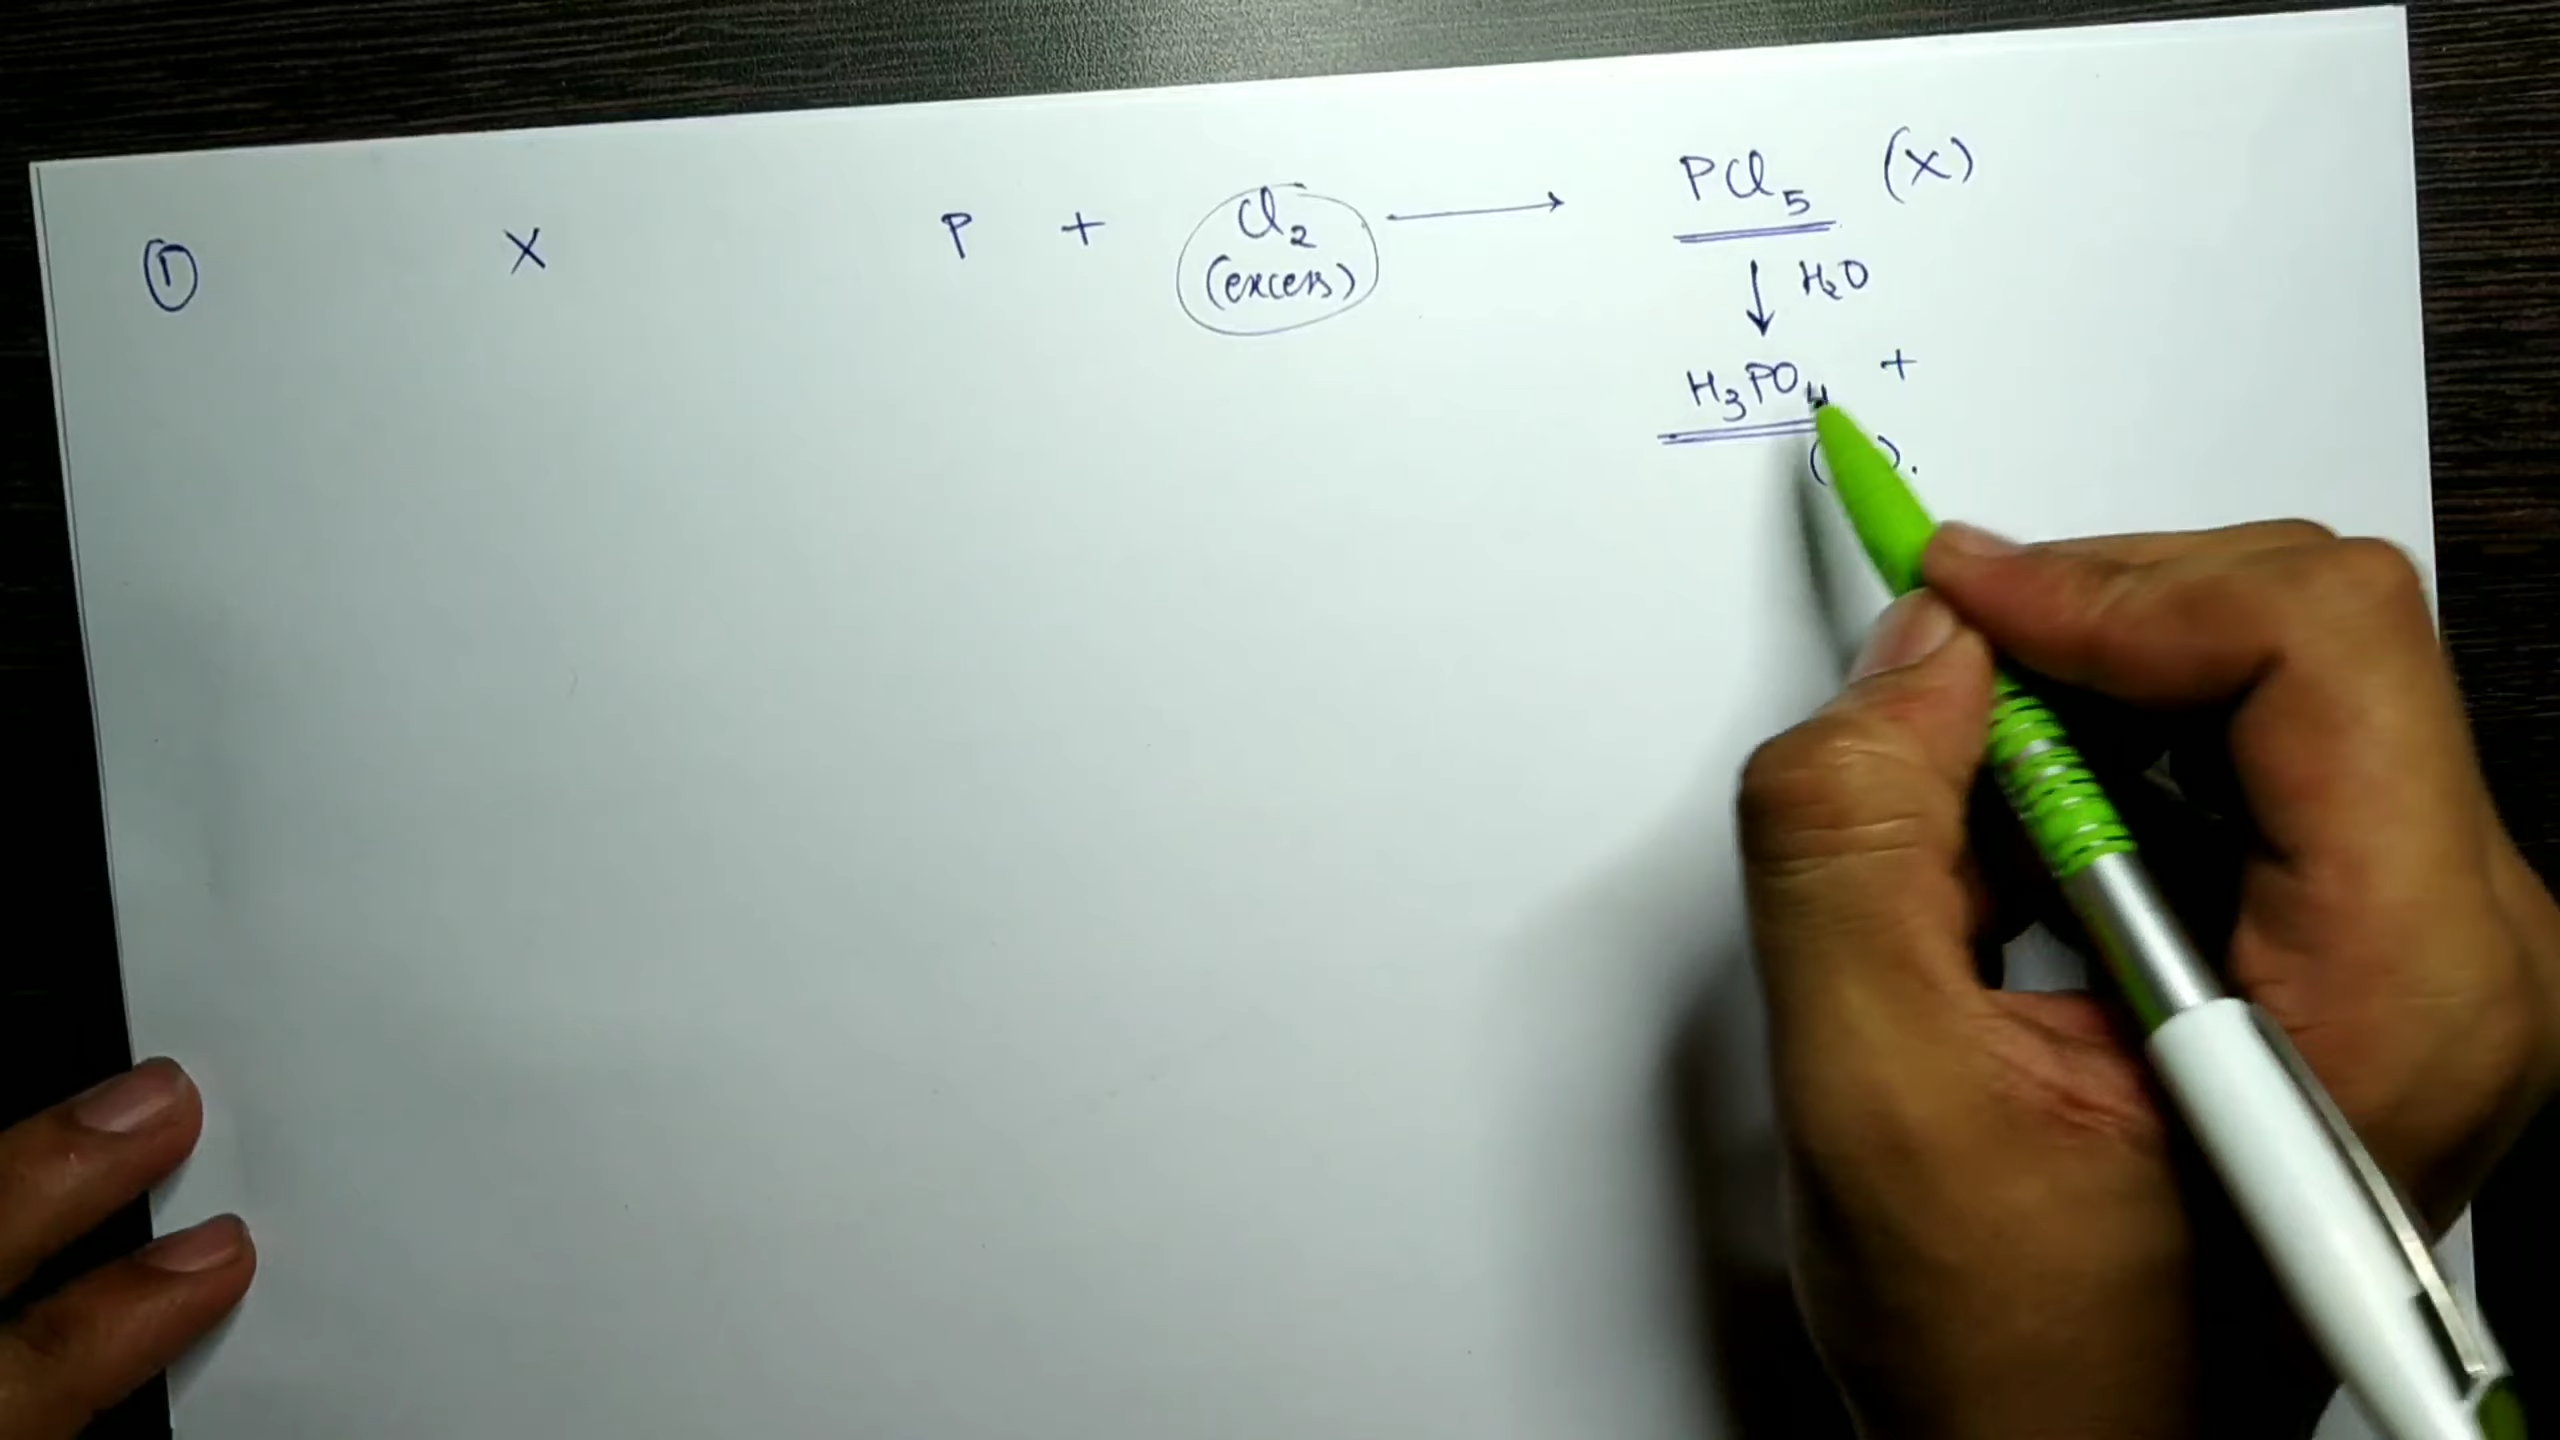 ① X P + Cl₂ ⟶ PCl₅ (X)
(excess)
↓ H₂O
H₃PO₄ +
( ).